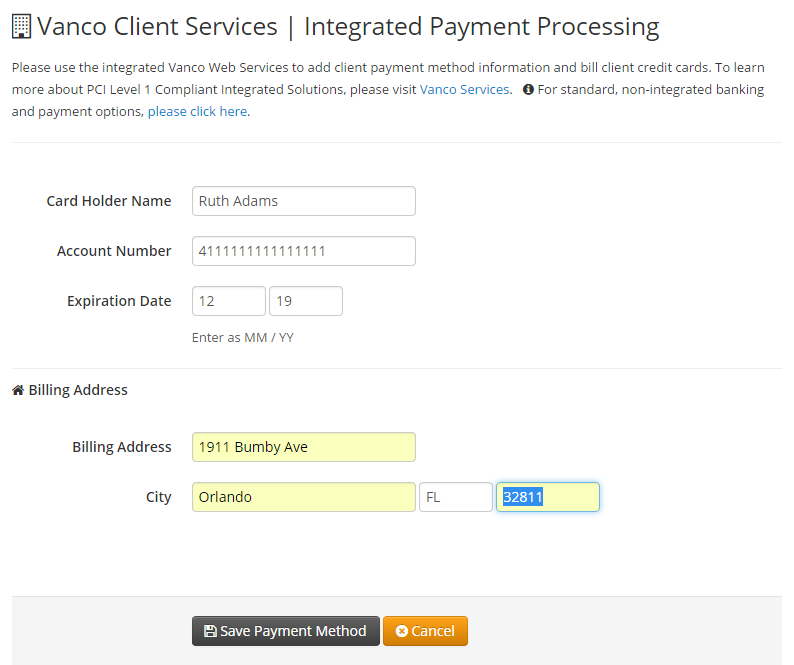 Vanco Client Services | Integrated Payment Processing
Please use the integrated Vanco Web Services to add client payment method information and bill client credit cards. To learn
more about PCI Level 1 Compliant Integrated Solutions, please visit Vanco Services. For standard, non-integrated banking
and payment options, please click here.
Card Holder Name Ruth Adams
Account Number 4111111111111111
Expiration Date 12 19
Enter as MM / YY
Billing Address
Billing Address 1911 Bumby Ave
City Orlando FL 32811
Save Payment Method Cancel